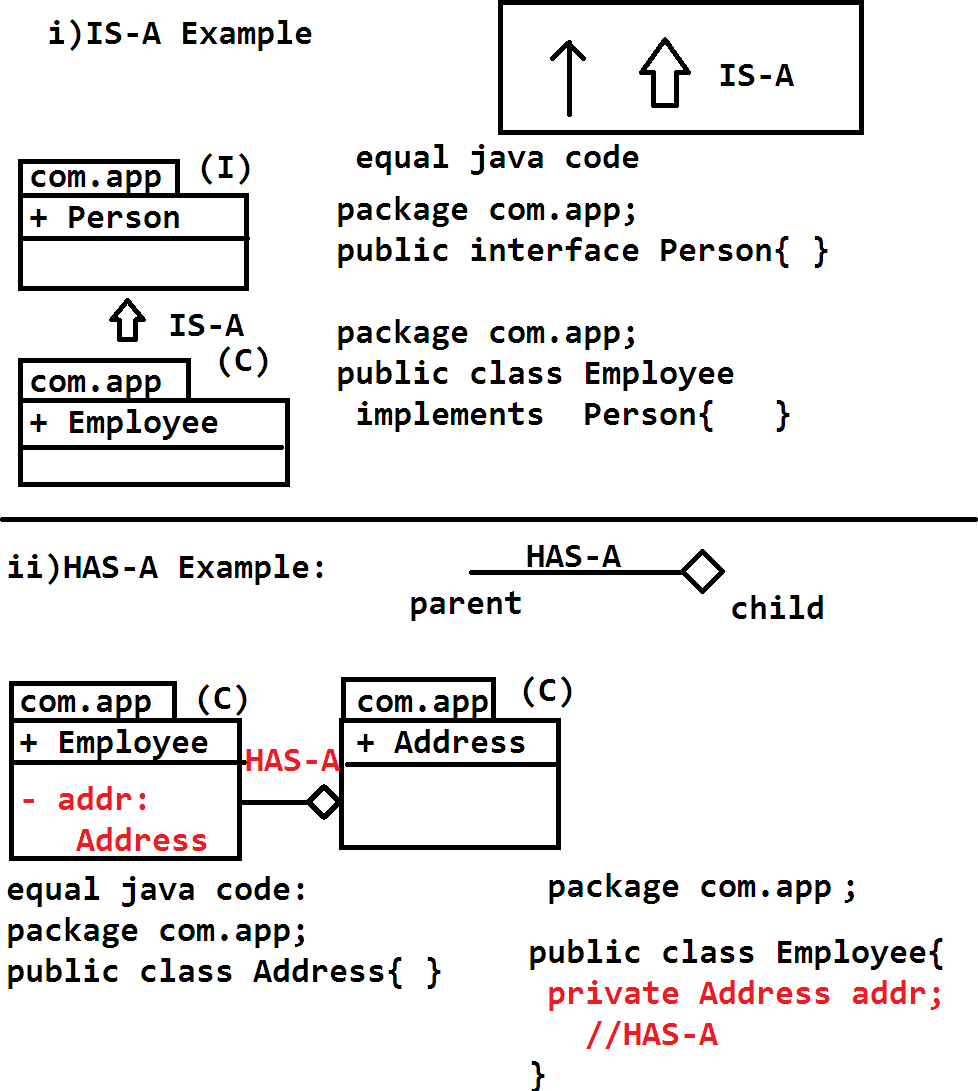 i)IS-A Example
IS-A
equal java code
com.app (I)
+ Person
package com.app;
public interface Person{ }
IS-A
(C)
com.app
+ Employee
package com.app;
public class Employee
implements Person{ }
ii)HAS-A Example:
HAS-A
parent
child
com.app (C)
+ Employee
- addr:
Address
HAS-A
com.app (C)
+ Address
equal java code:
package com.app;
public class Address{ }
package com.app ;
public class Employee{
private Address addr;
//HAS-A
}